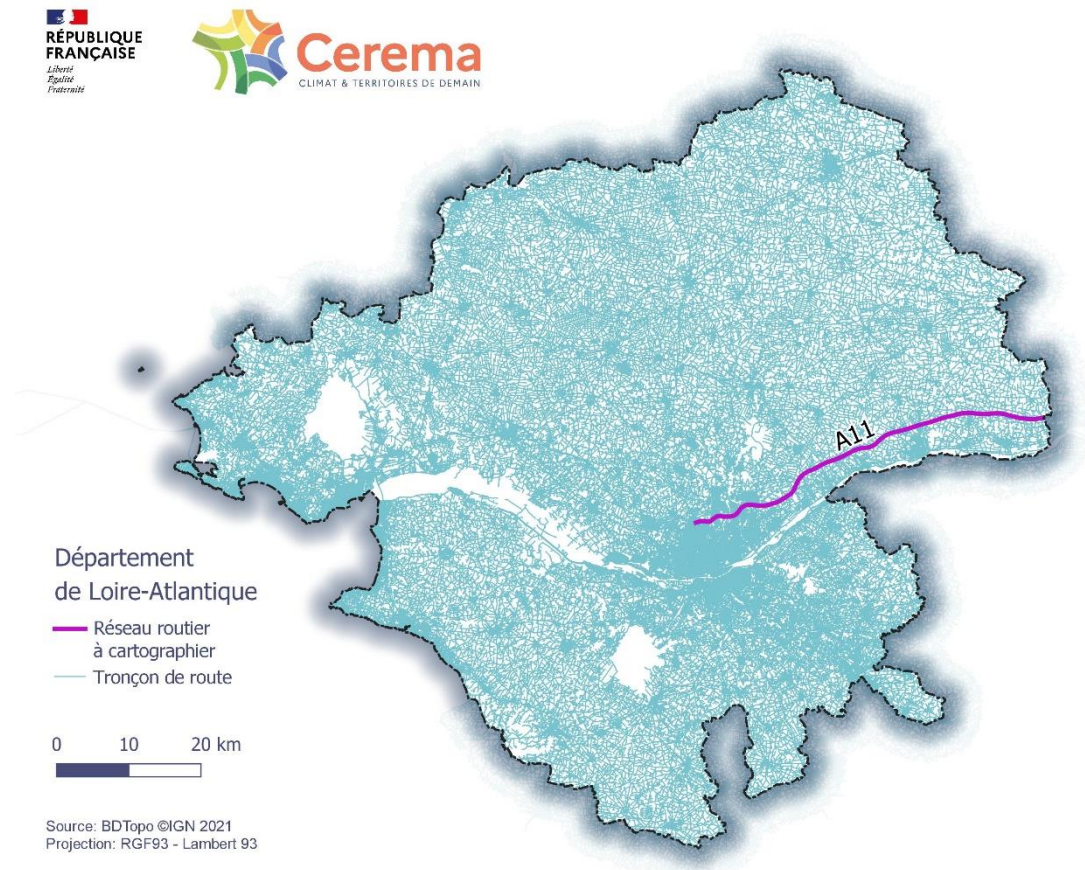 RÉPUBLIQUE
FRANÇAISE
Liberté
Égalité
Fraternité
Cerema
CLIMAT & TERRITOIRES DE DEMAIN
A11
Département
de Loire-Atlantique
Réseau routier
à cartographier
Tronçon de route
0 10 20 km
Source: BDTopo ©IGN 2021
Projection: RGF93 - Lambert 93